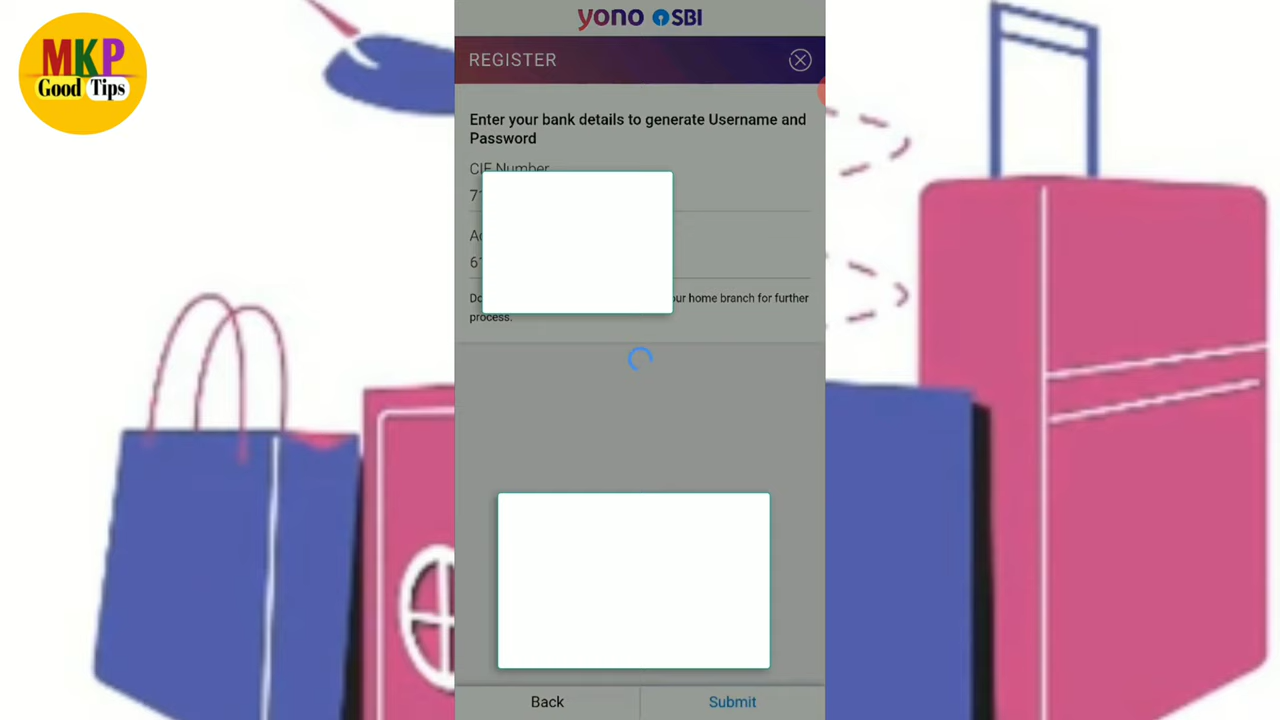 MKP
Good Tips
yono SBI
REGISTER
Enter your bank details to generate Username and
Password
CIF Number
our home branch for further
process.
Back
Submit